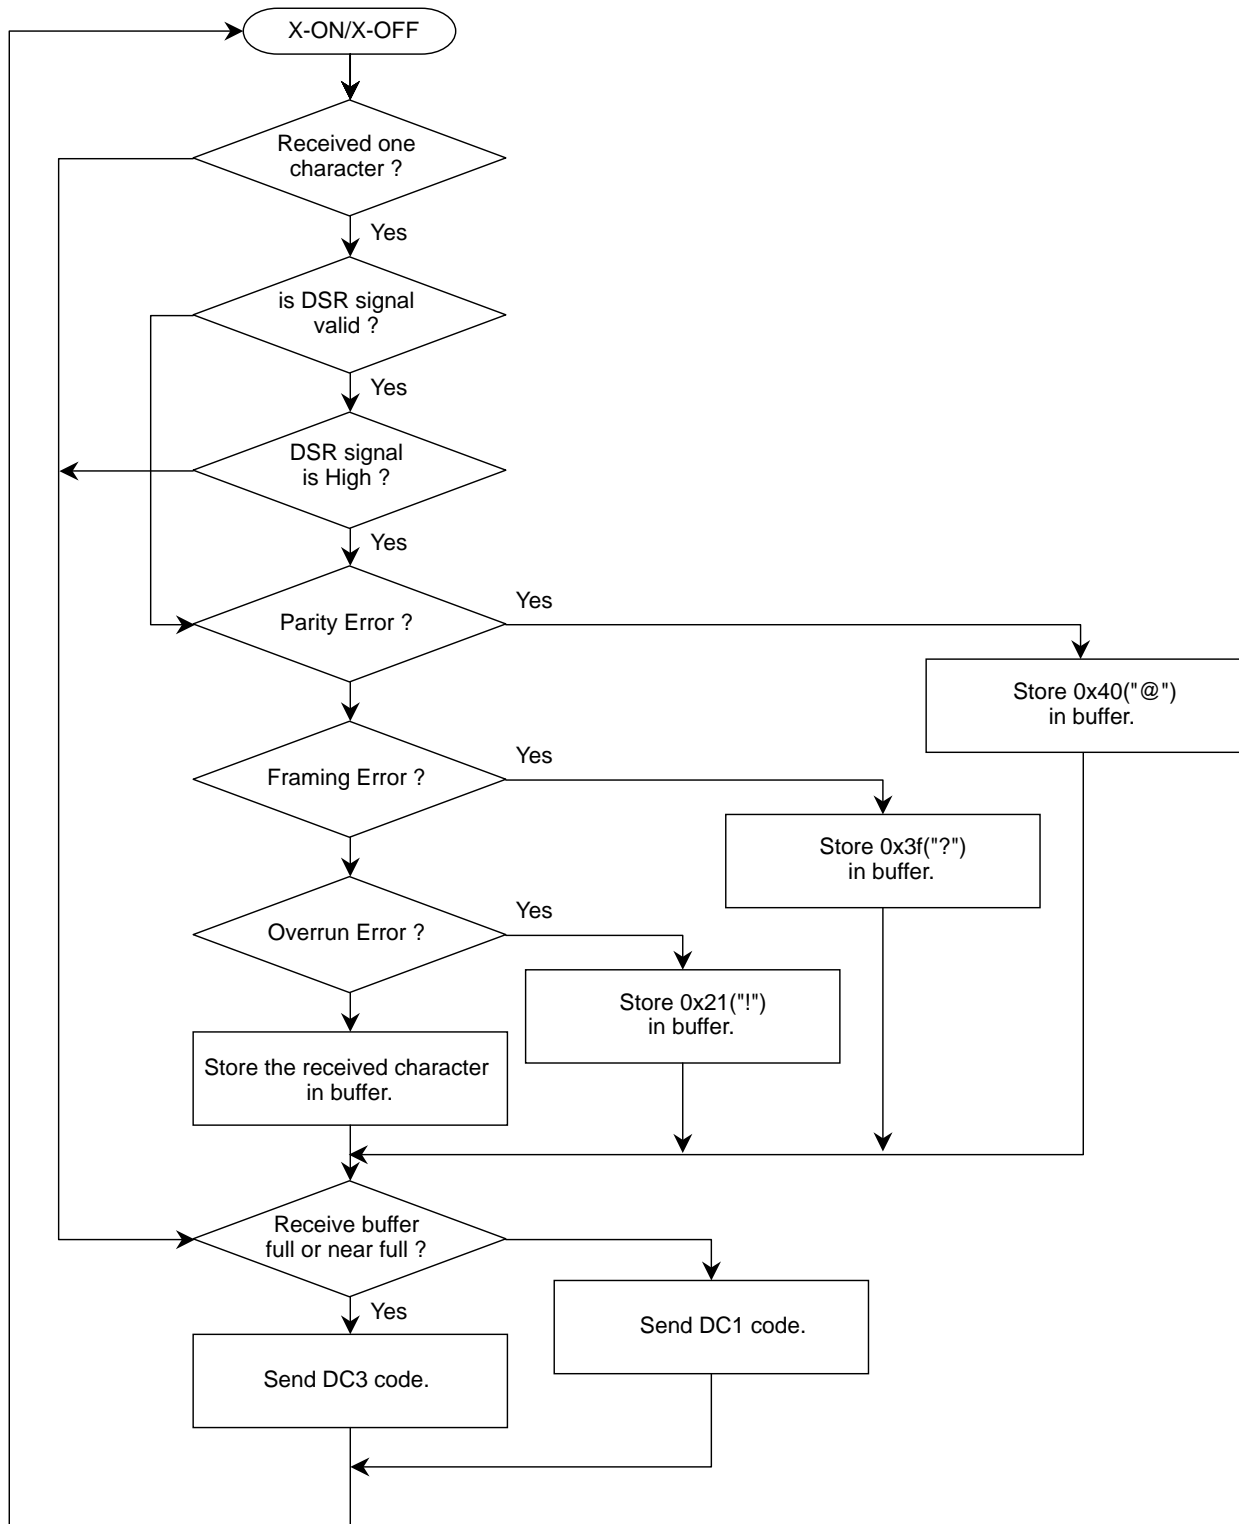 X-ON/X-OFF
Received one
character ?
Yes
is DSR signal
valid ?
Yes
DSR signal
is High ?
Yes
Parity Error ?
Yes
Store 0x40("@")
in buffer.
Framing Error ?
Yes
Store 0x3f("?")
in buffer.
Overrun Error ?
Yes
Store 0x21("!")
in buffer.
Store the received character
in buffer.
Receive buffer
full or near full ?
Yes
Send DC1 code.
Send DC3 code.